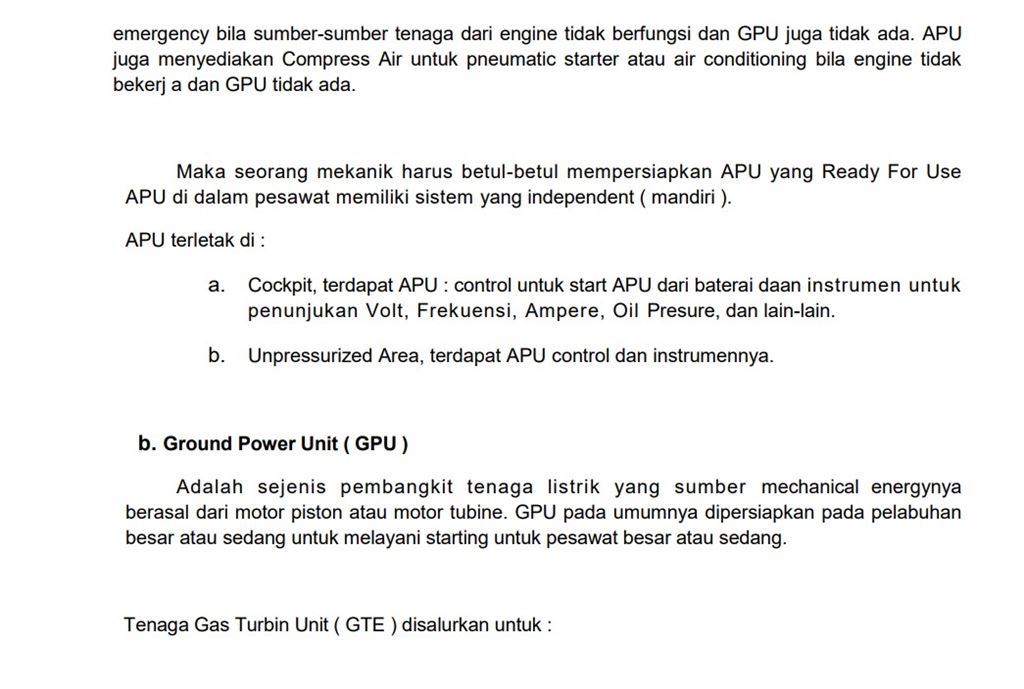 emergency bila sumber-sumber tenaga dari engine tidak berfungsi dan GPU juga tidak ada. APU
juga menyediakan Compress Air untuk pneumatic starter atau air conditioning bila engine tidak
bekerj a dan GPU tidak ada.
Maka seorang mekanik harus betul-betul mempersiapkan APU yang Ready For Use
APU di dalam pesawat memiliki sistem yang independent ( mandiri ).
APU terletak di :
a. Cockpit, terdapat APU : control untuk start APU dari baterai daan instrumen untuk
penunjukan Volt, Frekuensi, Ampere, Oil Presure, dan lain-lain.
b. Unpressurized Area, terdapat APU control dan instrumennya.
b. Ground Power Unit ( GPU )
Adalah sejenis pembangkit tenaga listrik yang sumber mechanical energynya
berasal dari motor piston atau motor tubine. GPU pada umumnya dipersiapkan pada pelabuhan
besar atau sedang untuk melayani starting untuk pesawat besar atau sedang.
Tenaga Gas Turbin Unit ( GTE ) disalurkan untuk :